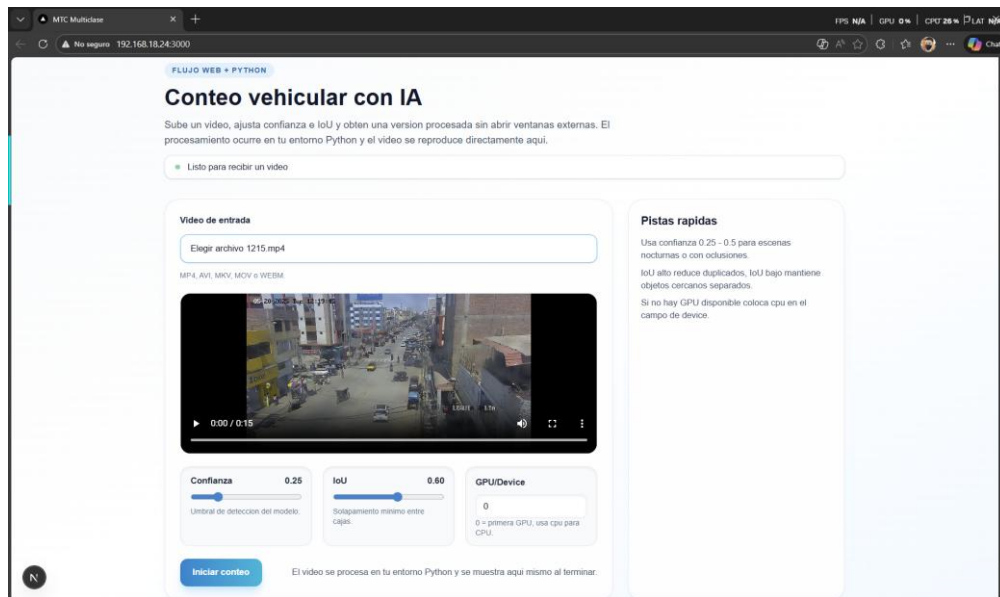 MTC Multiclase
FPS N/A GPU 0% CPU 26% LAT N/A
No seguro 192.168.18.24:3000
FLUJO WEB + PYTHON
Conteo vehicular con IA
Sube un video, ajusta confianza e IoU y obten una version procesada sin abrir ventanas externas. El
procesamiento ocurre en tu entorno Python y el video se reproduce directamente aqui.
Listo para recibir un video
Video de entrada
Elegir archivo 1215.mp4
MP4, AVI, MKV, MOV o WEBM.
0:00 / 0:15
Confianza 0.25
Umbral de deteccion del modelo.
IoU 0.60
Solapamiento minimo entre
cajas.
GPU/Device
0
0 = primera GPU, usa cpu para
CPU.
Iniciar conteo
El video se procesa en tu entorno Python y se muestra aqui mismo al terminar.
Pistas rapidas
Usa confianza 0.25 - 0.5 para escenas
nocturnas o con oclusiones.
IoU alto reduce duplicados, IoU bajo mantiene
objetos cercanos separados.
Si no hay GPU disponible coloca cpu en el
campo de device.
N